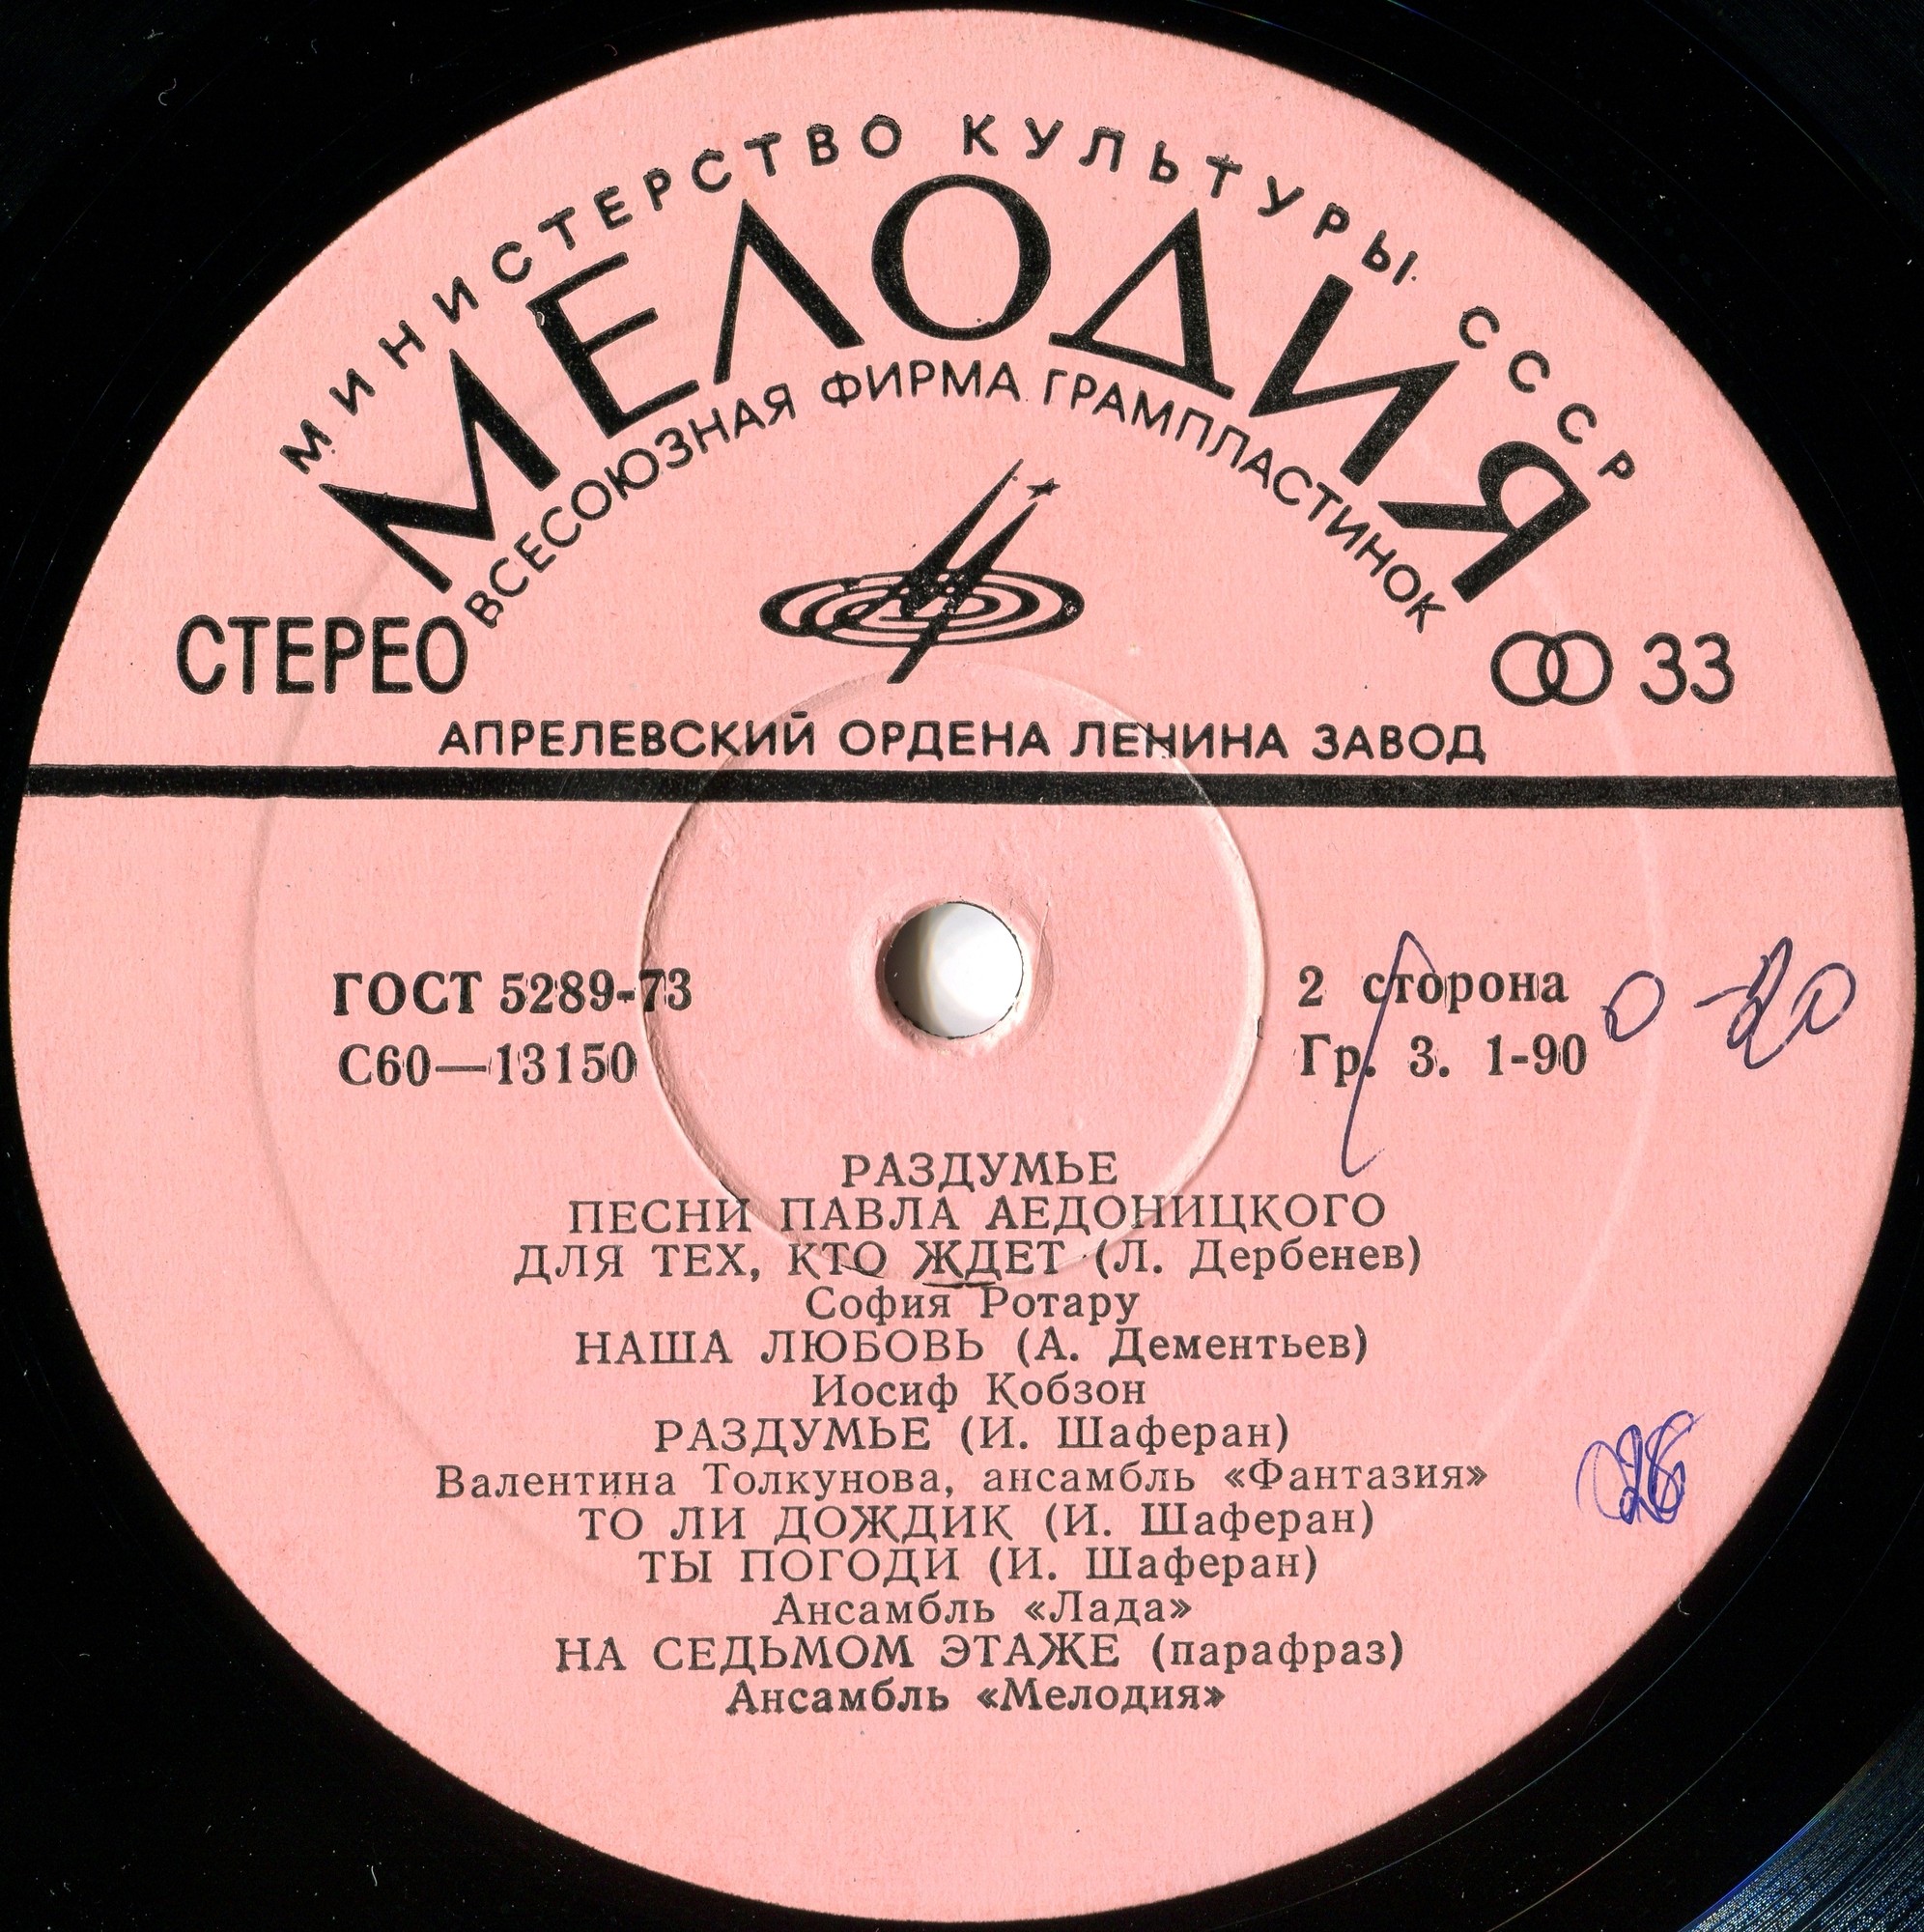 МИНИСТЕРСТВО КУЛЬТУРЫ СССР
МЕЛОДИЯ
ВСЕСОЮЗНАЯ ФИРМА ГРАМПЛАСТИНОК
СТЕРЕО
33
АПРЕЛЕВСКИЙ ОРДЕНА ЛЕНИНА ЗАВОД
ГОСТ 5289-73
С60—13150
2 сторона
Гр. 3. 1-90
0-20
РАЗДУМЬЕ
ПЕСНИ ПАВЛА АЕДОНИЦКОГО
ДЛЯ ТЕХ, КТО ЖДЕТ (Л. Дербенев)
София Ротару
НАША ЛЮБОВЬ (А. Дементьев)
Иосиф Кобзон
РАЗДУМЬЕ (И. Шаферан)
Валентина Толкунова, ансамбль «Фантазия»
ТО ЛИ ДОЖДИК (И. Шаферан)
ТЫ ПОГОДИ (И. Шаферан)
Ансамбль «Лада»
НА СЕДЬМОМ ЭТАЖЕ (парафраз)
Ансамбль «Мелодия»